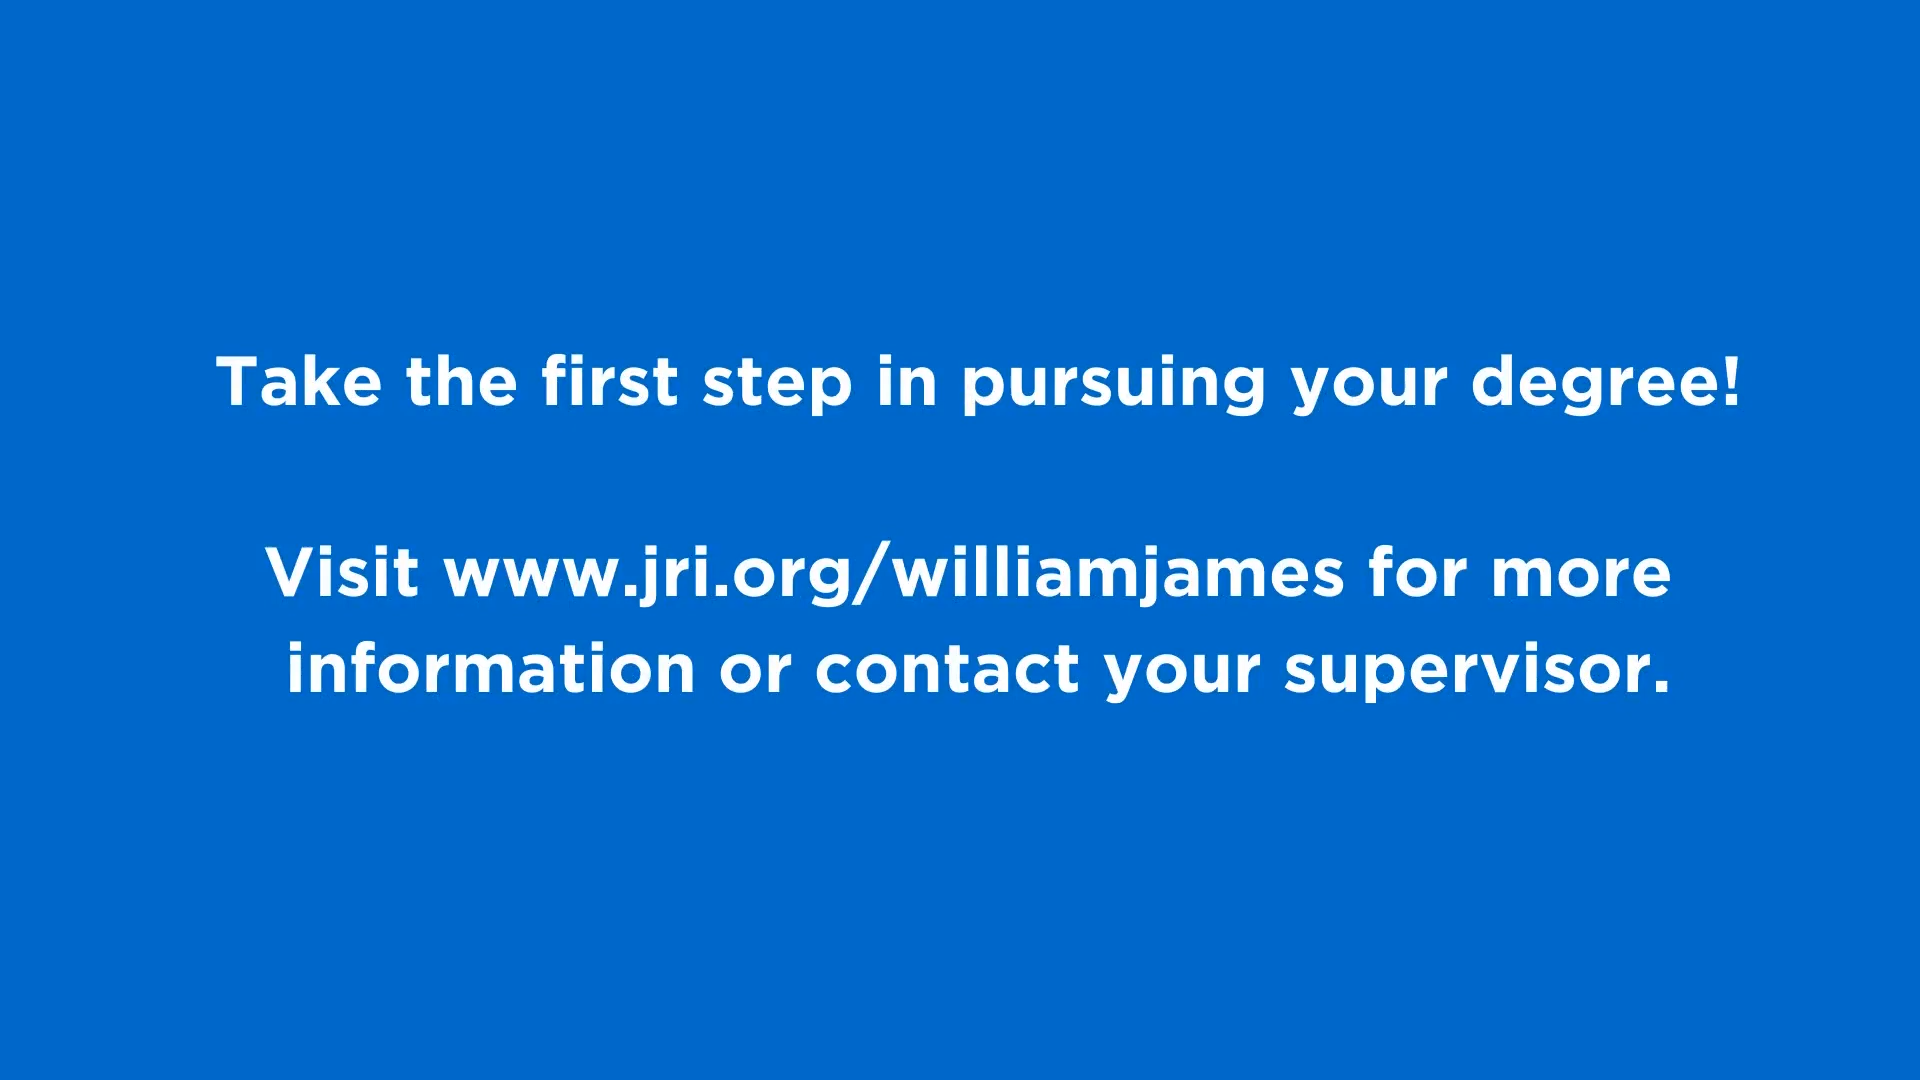 Take the first step in pursuing your degree!
Visit www.jri.org/williamjames for more
information or contact your supervisor.